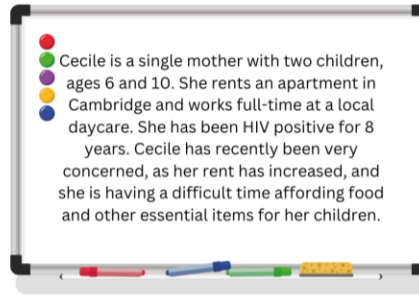 Cecile is a single mother with two children,
ages 6 and 10. She rents an apartment in
Cambridge and works full-time at a local
daycare. She has been HIV positive for 8
years. Cecile has recently been very
concerned, as her rent has increased, and
she is having a difficult time affording food
and other essential items for her children.